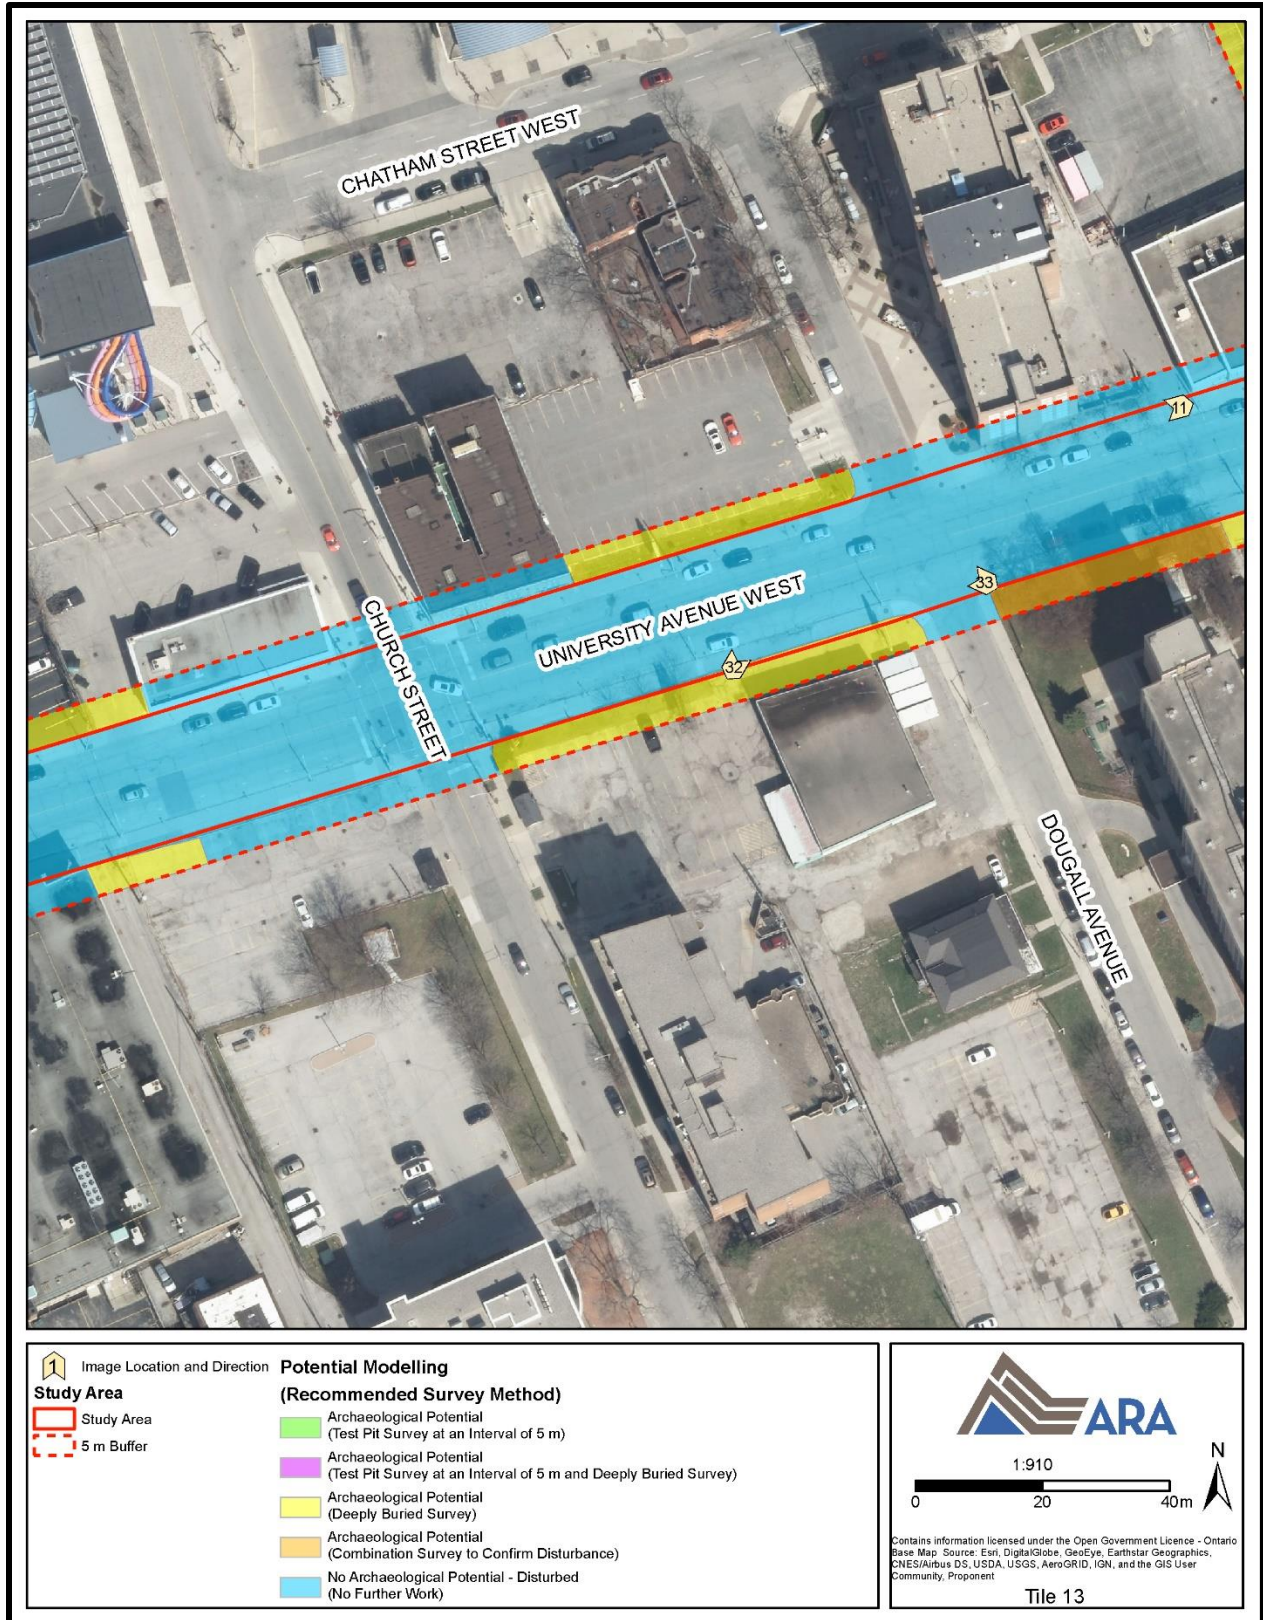 CHATHAM STREET WEST
11
33
UNIVERSITY AVENUE WEST
32
CHURCH STREET
DOUGALL AVENUE
1 Image Location and Direction
Study Area
Study Area
5 m Buffer
Potential Modelling
(Recommended Survey Method)
Archaeological Potential
(Test Pit Survey at an Interval of 5 m)
Archaeological Potential
(Test Pit Survey at an Interval of 5 m and Deeply Buried Survey)
Archaeological Potential
(Deeply Buried Survey)
Archaeological Potential
(Combination Survey to Confirm Disturbance)
No Archaeological Potential - Disturbed
(No Further Work)
ARA
1:910
N
0 20 40m
Contains information licensed under the Open Government Licence - Ontario
Base Map Source: Esri, DigitalGlobe, GeoEye, Earthstar Geographics,
CNES/Airbus DS, USDA, USGS, AeroGRID, IGN, and the GIS User
Community, Proponent
Tile 13